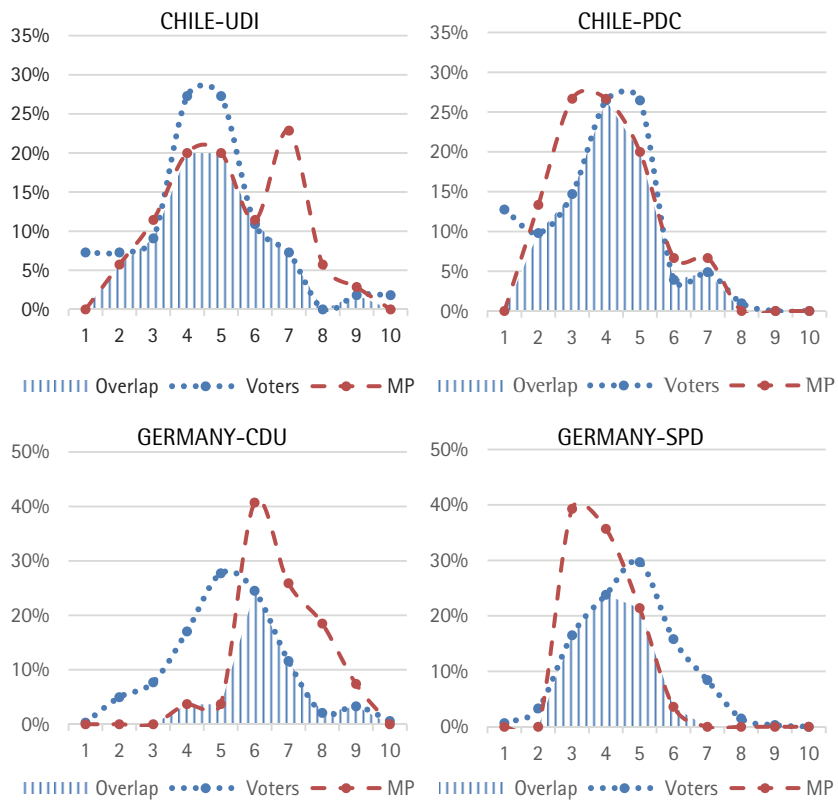 CHILE-UDI
35%
30%
25%
20%
15%
10%
5%
0%
1 2 3 4 5 6 7 8 9 10
Overlap Voters MP
CHILE-PDC
35%
30%
25%
20%
15%
10%
5%
0%
1 2 3 4 5 6 7 8 9 10
Overlap Voters MP
GERMANY-CDU
50%
40%
30%
20%
10%
0%
1 2 3 4 5 6 7 8 9 10
Overlap Voters MP
GERMANY-SPD
50%
40%
30%
20%
10%
0%
1 2 3 4 5 6 7 8 9 10
Overlap Voters MP